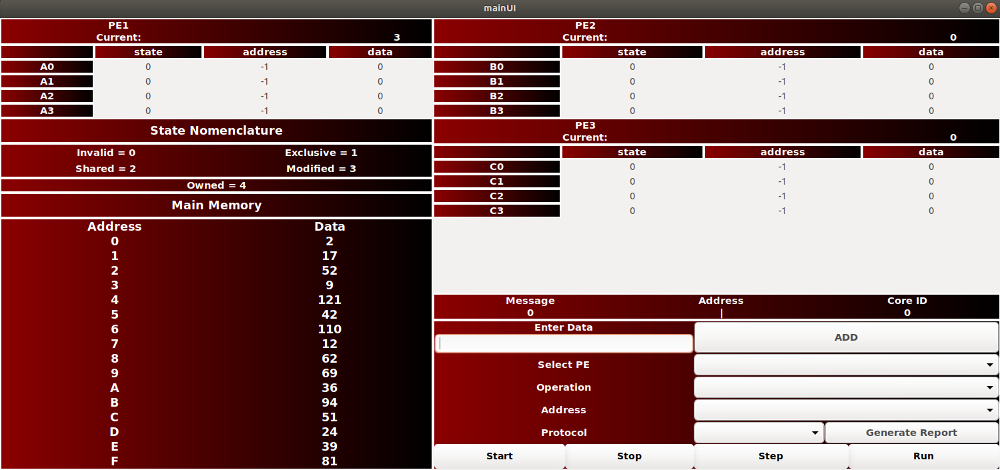 mainUI
PE1
Current: 3
state address data
A0 0 -1 0
A1 0 -1 0
A2 0 -1 0
A3 0 -1 0
State Nomenclature
Invalid = 0 Exclusive = 1
Shared = 2 Modified = 3
Owned = 4
Main Memory
Address Data
0 2
1 17
2 52
3 9
4 121
5 42
6 110
7 12
8 62
9 69
A 36
B 94
C 51
D 24
E 39
F 81
PE2
Current: 0
state address data
B0 0 -1 0
B1 0 -1 0
B2 0 -1 0
B3 0 -1 0
PE3
Current: 0
state address data
C0 0 -1 0
C1 0 -1 0
C2 0 -1 0
C3 0 -1 0
Message Address Core ID
0 | 0
Enter Data
ADD
Select PE
Operation
Address
Protocol Generate Report
Start Stop Step Run